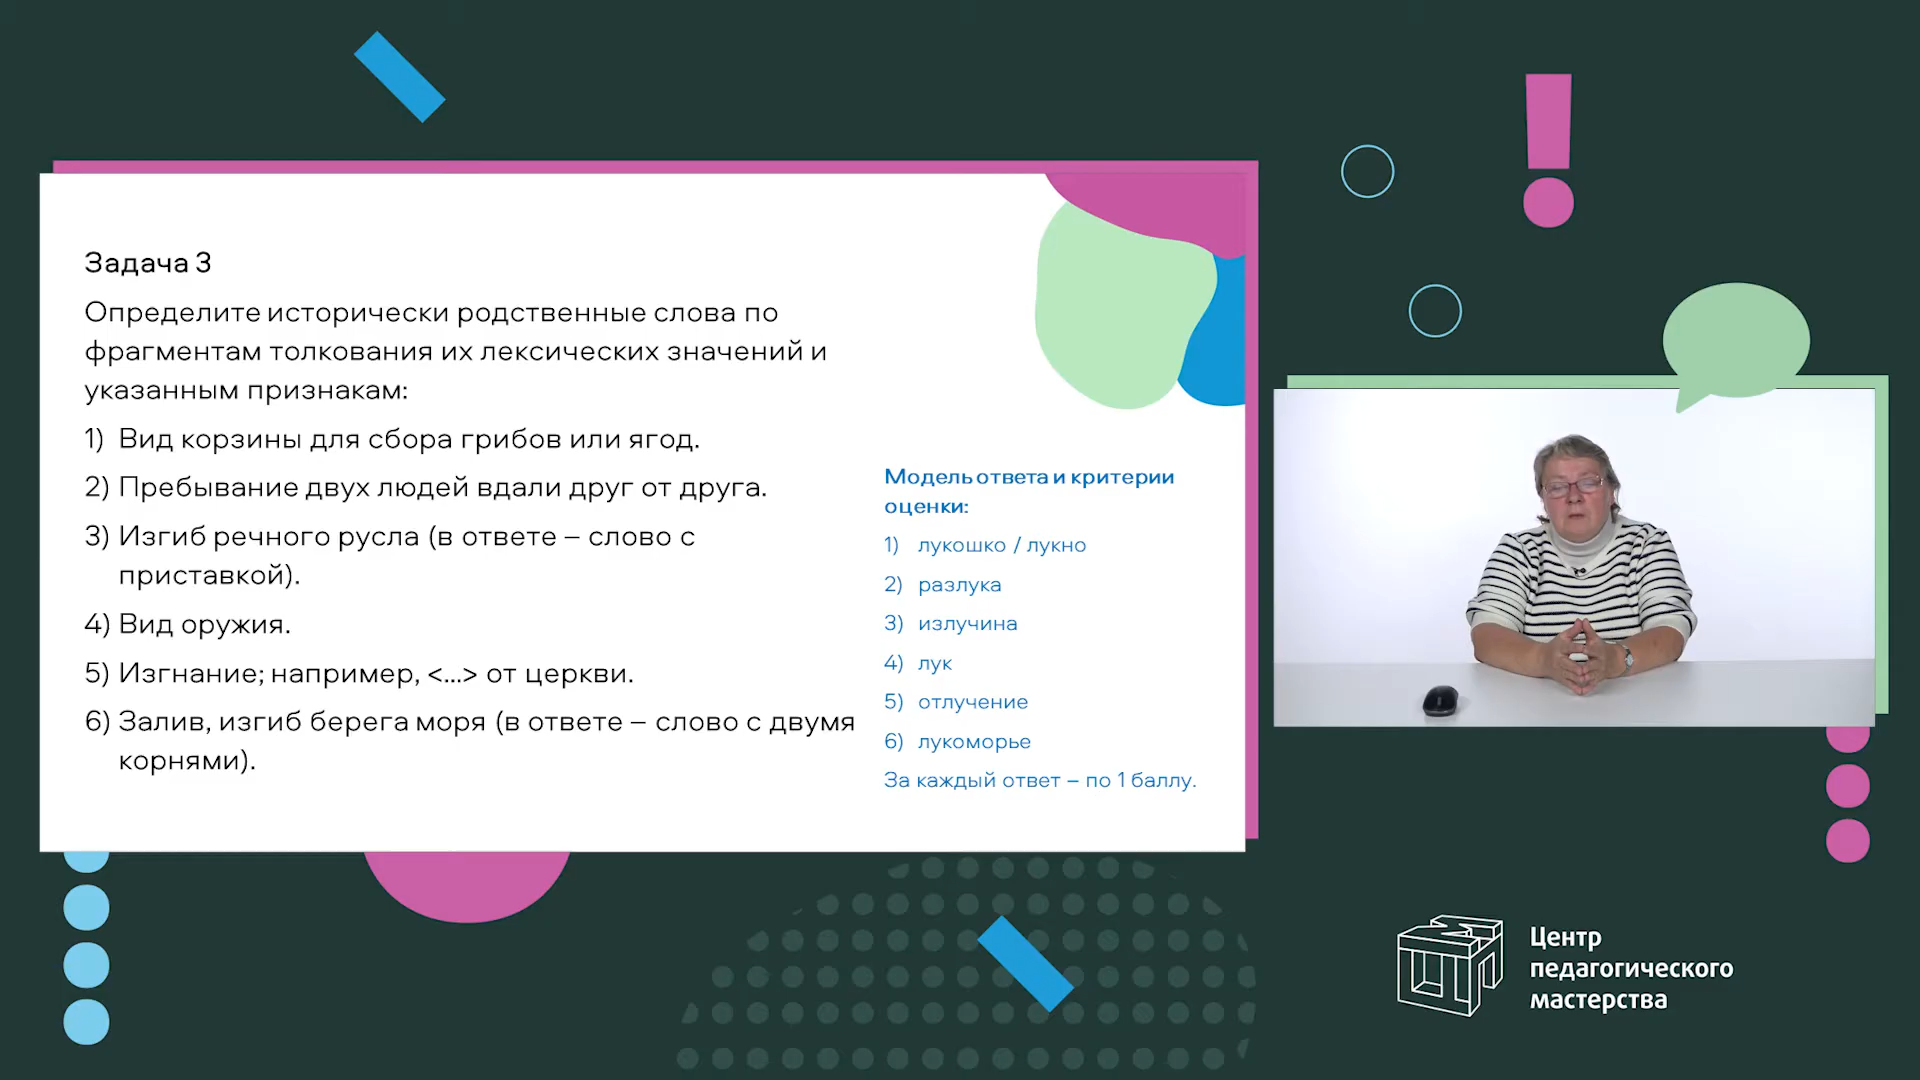 Задача 3
Определите исторически родственные слова по
фрагментам толкования их лексических значений и
указанным признакам:
1) Вид корзины для сбора грибов или ягод.
2) Пребывание двух людей вдали друг от друга.
3) Изгиб речного русла (в ответе – слово с
приставкой).
4) Вид оружия.
5) Изгнание; например, <...> от церкви.
6) Залив, изгиб берега моря (в ответе – слово с двумя
корнями).
Модель ответа и критерии
оценки:
1) лукошко / лукно
2) разлука
3) излучина
4) лук
5) отлучение
6) лукоморье
За каждый ответ – по 1 баллу.
Центр
педагогического
мастерства